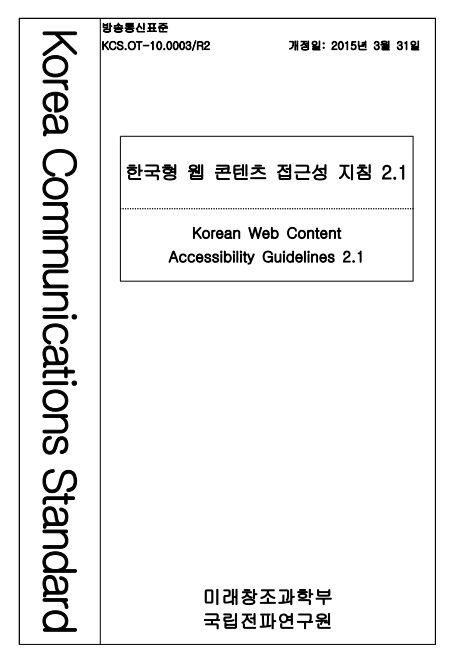 Korea Communications Standard
방송통신표준
KCS.OT-10.0003/R2 개정일: 2015년 3월 31일
한국형 웹 콘텐츠 접근성 지침 2.1
Korean Web Content
Accessibility Guidelines 2.1
미래창조과학부
국립전파연구원